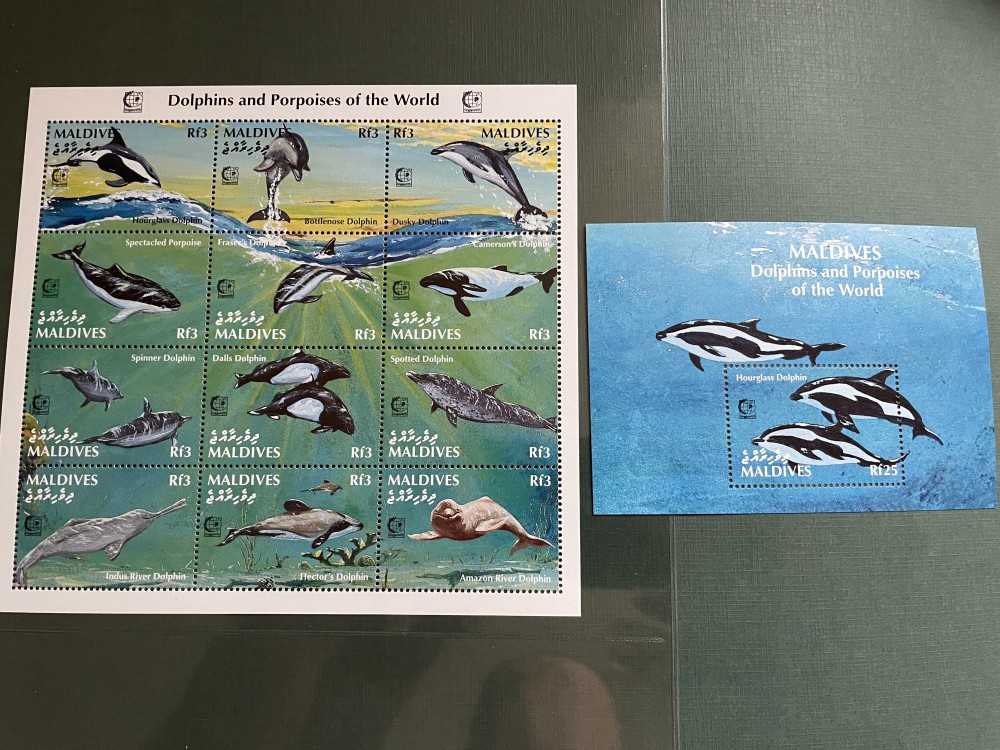 Dolphins and Porpoises of the World
MALDIVES Rf3
ދިވެހިރާއްޖެ
Hourglass Dolphin
MALDIVES Rf3
ދިވެހިރާއްޖެ
Bottlenose Dolphin
Rf3 MALDIVES
ދިވެހިރާއްޖެ
Dusky Dolphin
Spectacled Porpoise
ދިވެހިރާއްޖެ
MALDIVES Rf3
Fraser's Dolphin
ދިވެހިރާއްޖެ
MALDIVES Rf3
Camerson's Dolphin
ދިވެހިރާއްޖެ
MALDIVES Rf3
Spinner Dolphin
ދިވެހިރާއްޖެ
MALDIVES Rf3
Dalls Dolphin
ދިވެހިރާއްޖެ
MALDIVES Rf3
Spotted Dolphin
ދިވެހިރާއްޖެ
MALDIVES Rf3
MALDIVES Rf3
ދިވެހިރާއްޖެ
Indus River Dolphin
MALDIVES Rf3
ދިވެހިރާއްޖެ
Hector's Dolphin
MALDIVES Rf3
ދިވެހިރާއްޖެ
Amazon River Dolphin
MALDIVES
Dolphins and Porpoises
of the World
Hourglass Dolphin
ދިވެހިރާއްޖެ
MALDIVES Rf25